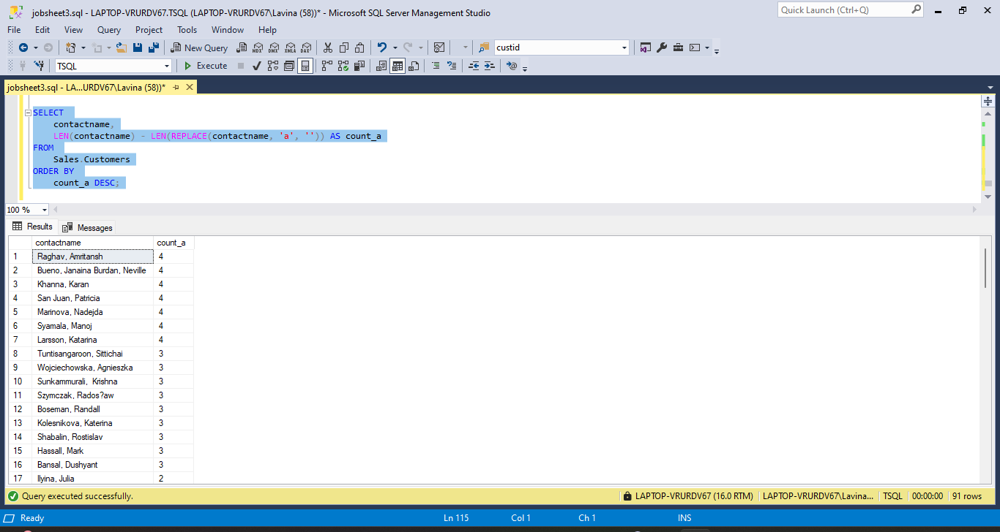 jobsheet3.sql - LAPTOP-VRURDV67.TSQL (LAPTOP-VRURDV67\Lavina (58))* - Microsoft SQL Server Management Studio
Quick Launch (Ctrl+Q)
File Edit View Query Project Tools Window Help
New Query MDX DMX XMLA DAX custid
TSQL Execute
jobsheet3.sql - LA...URDV67\Lavina (58))*
SELECT
contactname,
LEN(contactname) - LEN(REPLACE(contactname, 'a', '')) AS count_a
FROM
Sales.Customers
ORDER BY
count_a DESC;
100 %
Results Messages
contactname count_a
1 Raghav, Amritansh 4
2 Bueno, Janaina Burdan, Neville 4
3 Khanna, Karan 4
4 San Juan, Patricia 4
5 Marinova, Nadejda 4
6 Syamala, Manoj 4
7 Larsson, Katarina 4
8 Tuntisangaroon, Sittichai 3
9 Wojciechowska, Agnieszka 3
10 Sunkammurali,  Krishna 3
11 Szymczak, Rados?aw 3
12 Boseman, Randall 3
13 Kolesnikova, Katerina 3
14 Shabalin, Rostislav 3
15 Hassall, Mark 3
16 Bansal, Dushyant 3
17 Ilyina, Julia 2
Query executed successfully. LAPTOP-VRURDV67 (16.0 RTM) LAPTOP-VRURDV67\Lavina... TSQL 00:00:00 91 rows
Ready Ln 115 Col 1 Ch 1 INS